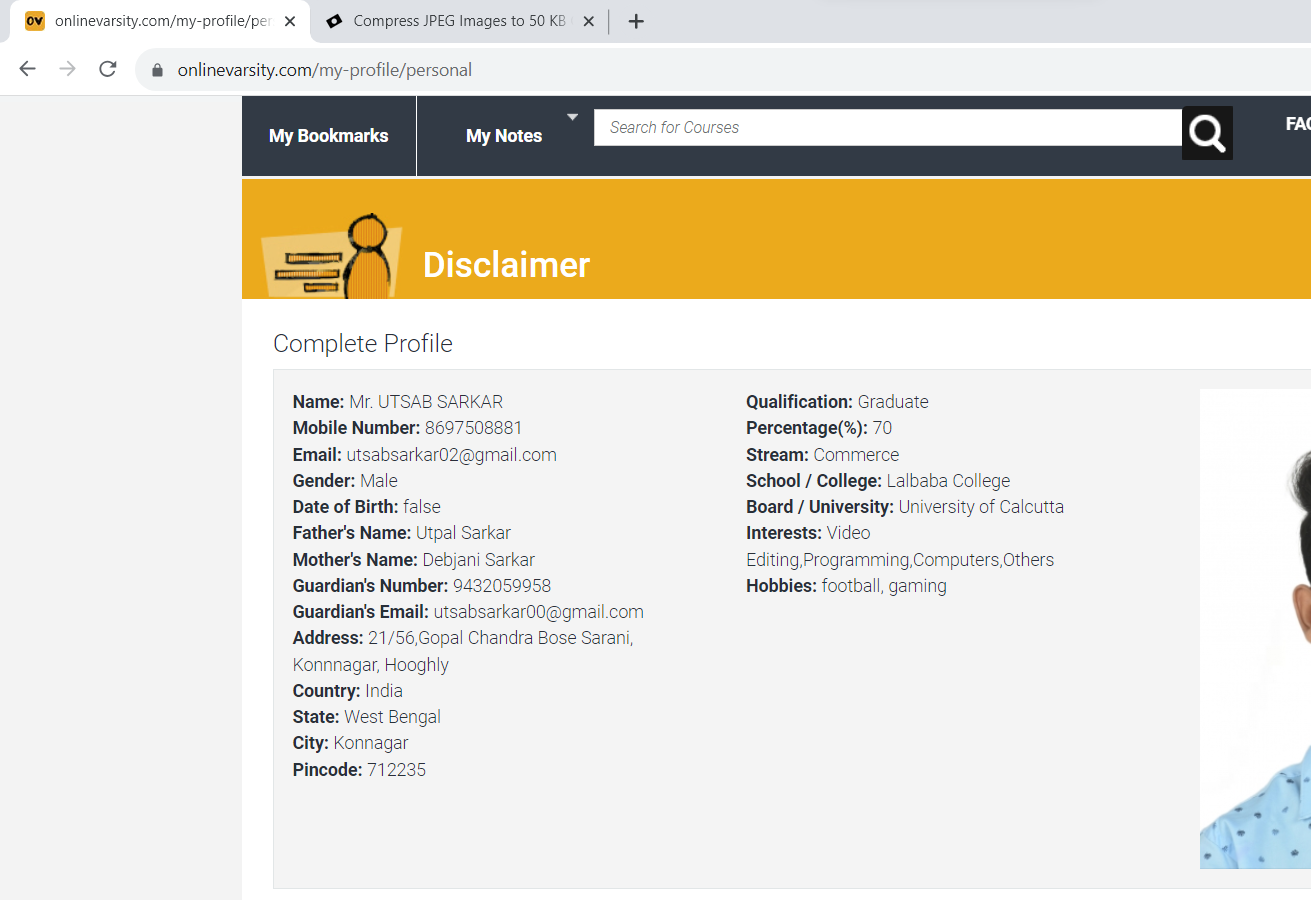 onlinevarsity.com/my-profile/per
Compress JPEG Images to 50 KB
onlinevarsity.com/my-profile/personal
My Bookmarks
My Notes
Search for Courses
FAQ
Disclaimer
Complete Profile
Name: Mr. UTSAB SARKAR
Mobile Number: 8697508881
Email: utsabsarkar02@gmail.com
Gender: Male
Date of Birth: false
Father's Name: Utpal Sarkar
Mother's Name: Debjani Sarkar
Guardian's Number: 9432059958
Guardian's Email: utsabsarkar00@gmail.com
Address: 21/56,Gopal Chandra Bose Sarani,
Konnnagar, Hooghly
Country: India
State: West Bengal
City: Konnagar
Pincode: 712235
Qualification: Graduate
Percentage(%): 70
Stream: Commerce
School / College: Lalbaba College
Board / University: University of Calcutta
Interests: Video
Editing,Programming,Computers,Others
Hobbies: football, gaming